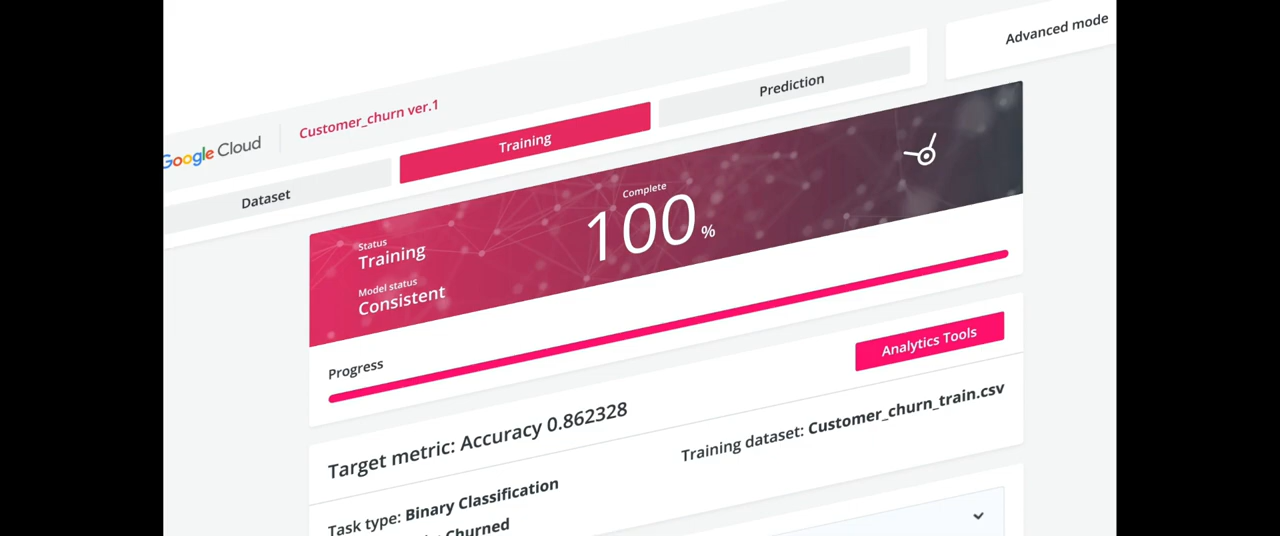 Advanced mode
Google Cloud
Customer_churn ver.1
Dataset
Training
Prediction
Status
Training
Model status
Consistent
Complete
100 %
Progress
Analytics Tools
Target metric: Accuracy 0.862328
Training dataset: Customer_churn_train.csv
Task type: Binary Classification
Churned